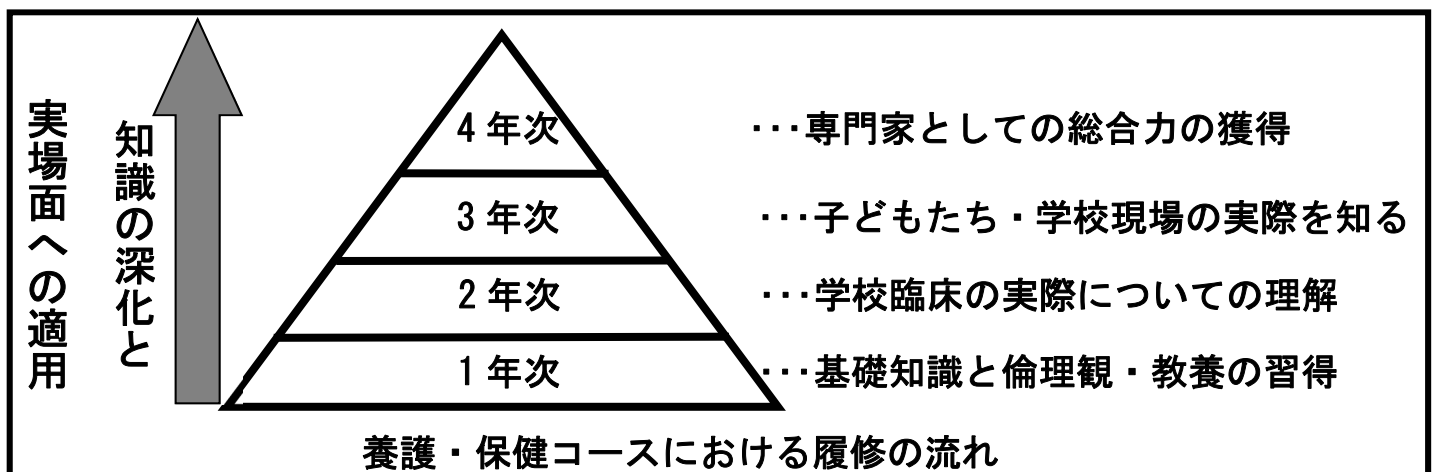 知識の深化と
実場面への適用
4 年次 ･･･専門家としての総合力の獲得
3 年次 ･･･子どもたち・学校現場の実際を知る
2 年次 ･･･学校臨床の実際についての理解
1 年次 ･･･基礎知識と倫理観・教養の習得
養護・保健コースにおける履修の流れ